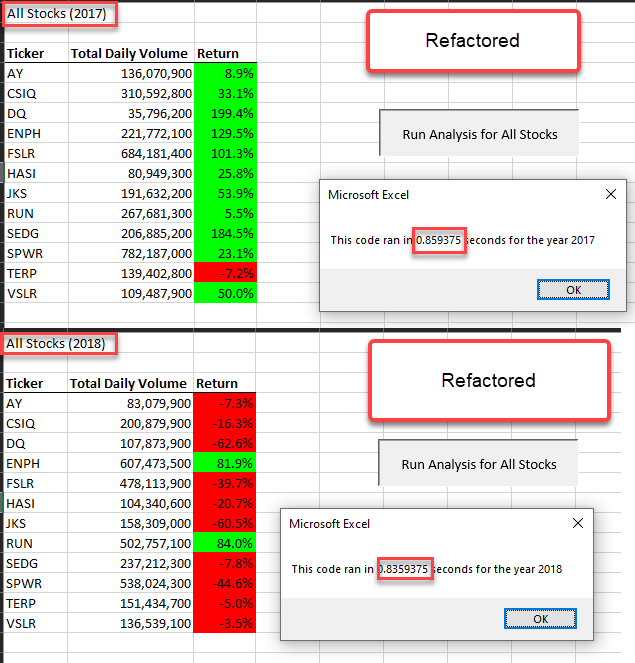 All Stocks (2017)
Refactored
Ticker Total Daily Volume Return
AY 136,070,900 8.9%
CSIQ 310,592,800 33.1%
DQ 35,796,200 199.4%
ENPH 221,772,100 129.5%
FSLR 684,181,400 101.3%
HASI 80,949,300 25.8%
JKS 191,632,200 53.9%
RUN 267,681,300 5.5%
SEDG 206,885,200 184.5%
SPWR 782,187,000 23.1%
TERP 139,402,800 -7.2%
VSLR 109,487,900 50.0%
Run Analysis for All Stocks
Microsoft Excel
This code ran in 0.859375 seconds for the year 2017
OK
All Stocks (2018)
Refactored
Ticker Total Daily Volume Return
AY 83,079,900 -7.3%
CSIQ 200,879,900 -16.3%
DQ 107,873,900 -62.6%
ENPH 607,473,500 81.9%
FSLR 478,113,900 -39.7%
HASI 104,340,600 -20.7%
JKS 158,309,000 -60.5%
RUN 502,757,100 84.0%
SEDG 237,212,300 -7.8%
SPWR 538,024,300 -44.6%
TERP 151,434,700 -5.0%
VSLR 136,539,100 -3.5%
Run Analysis for All Stocks
Microsoft Excel
This code ran in 0.8359375 seconds for the year 2018
OK